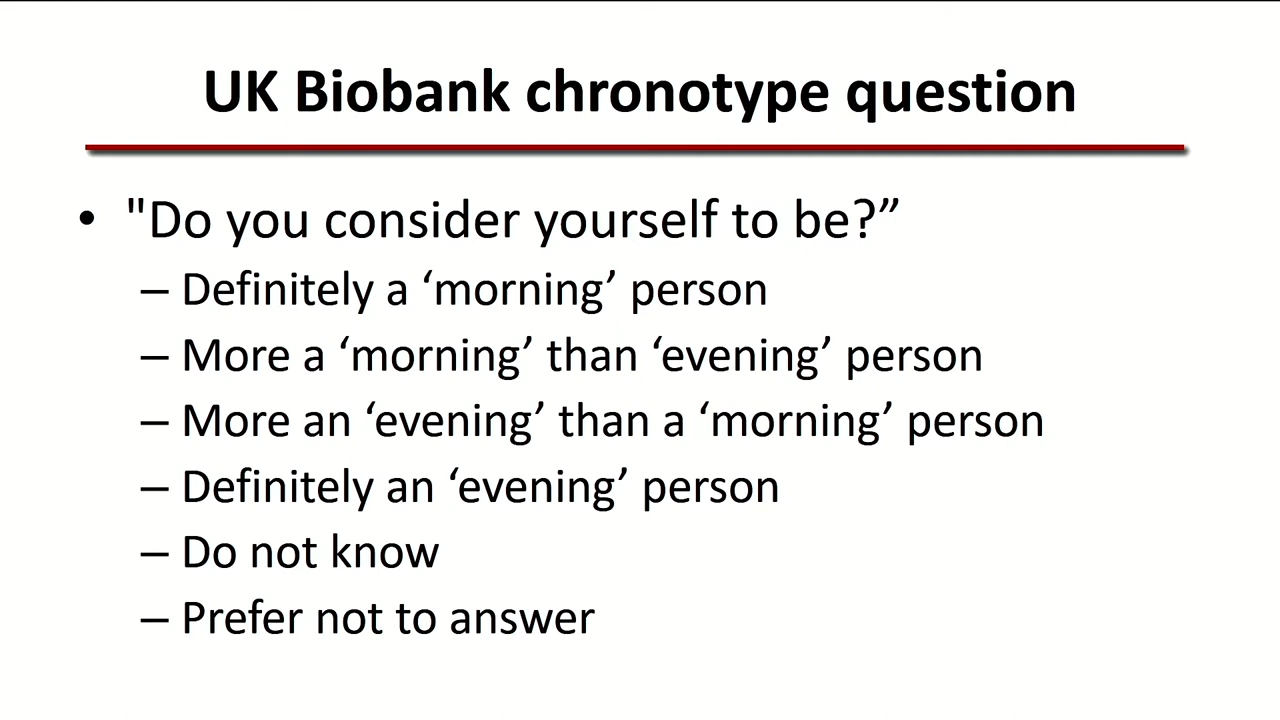 UK Biobank chronotype question
• "Do you consider yourself to be?”
– Definitely a ‘morning’ person
– More a ‘morning’ than ‘evening’ person
– More an ‘evening’ than a ‘morning’ person
– Definitely an ‘evening’ person
– Do not know
– Prefer not to answer